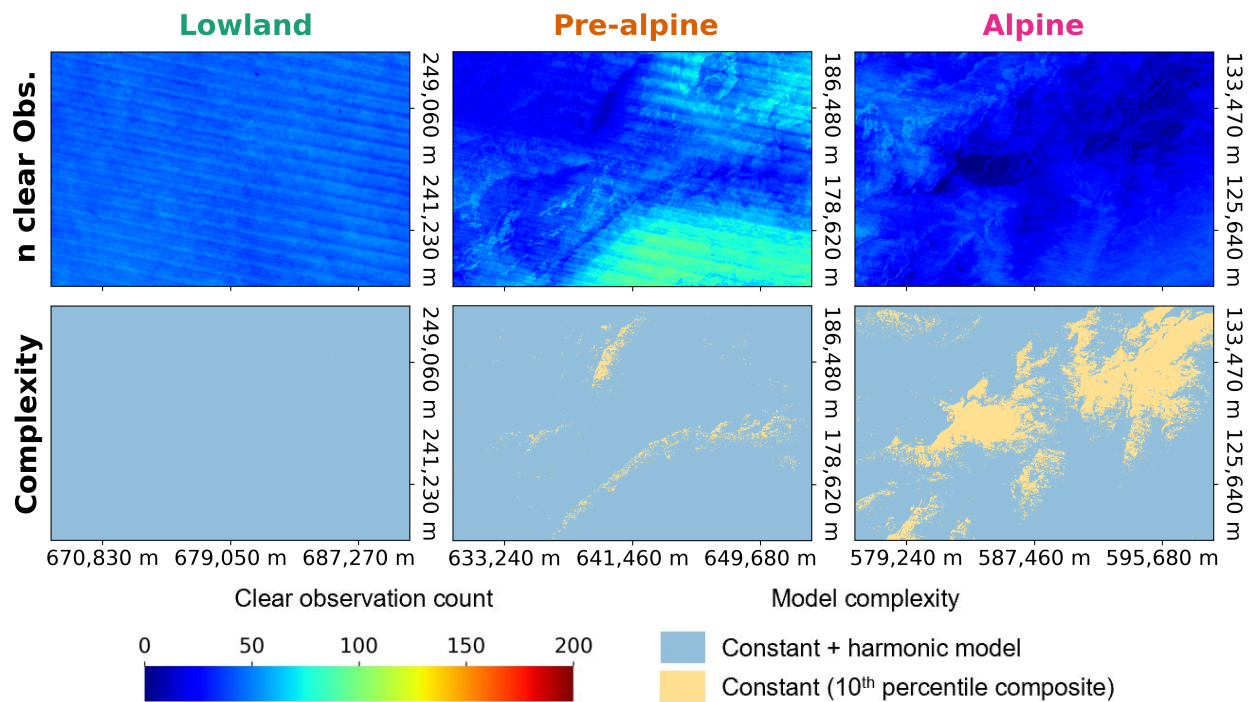 Lowland Pre-alpine Alpine
n clear Obs.
249,060 m 241,230 m
186,480 m 178,620 m
133,470 m 125,640 m
Complexity
249,060 m 241,230 m
186,480 m 178,620 m
133,470 m 125,640 m
670,830 m 679,050 m 687,270 m 633,240 m 641,460 m 649,680 m 579,240 m 587,460 m 595,680 m
Clear observation count
0 50 100 150 200
Model complexity
Constant + harmonic model
Constant (10th percentile composite)